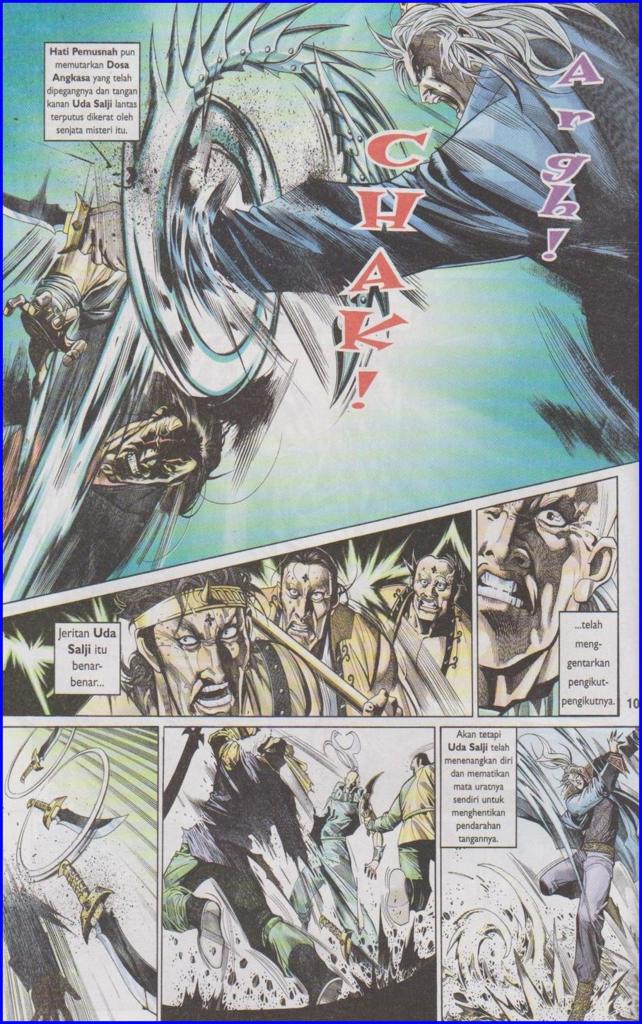 Hati Pemusnah pun
memutarkan Dosa
Angkasa yang telah
dipegangnya dan tangan
kanan Uda Salji lantas
terputus dikerat oleh
senjata misteri itu.
Argh!
CHAK!
Jeritan Uda
Salji itu
benar-
benar...
...telah
meng-
gentarkan
pengikut-
pengikutnya.
10
Akan tetapi
Uda Salji telah
menenangkan diri
dan mematikan
mata uratnya
sendiri untuk
menghentikan
pendarahan
tangannya.